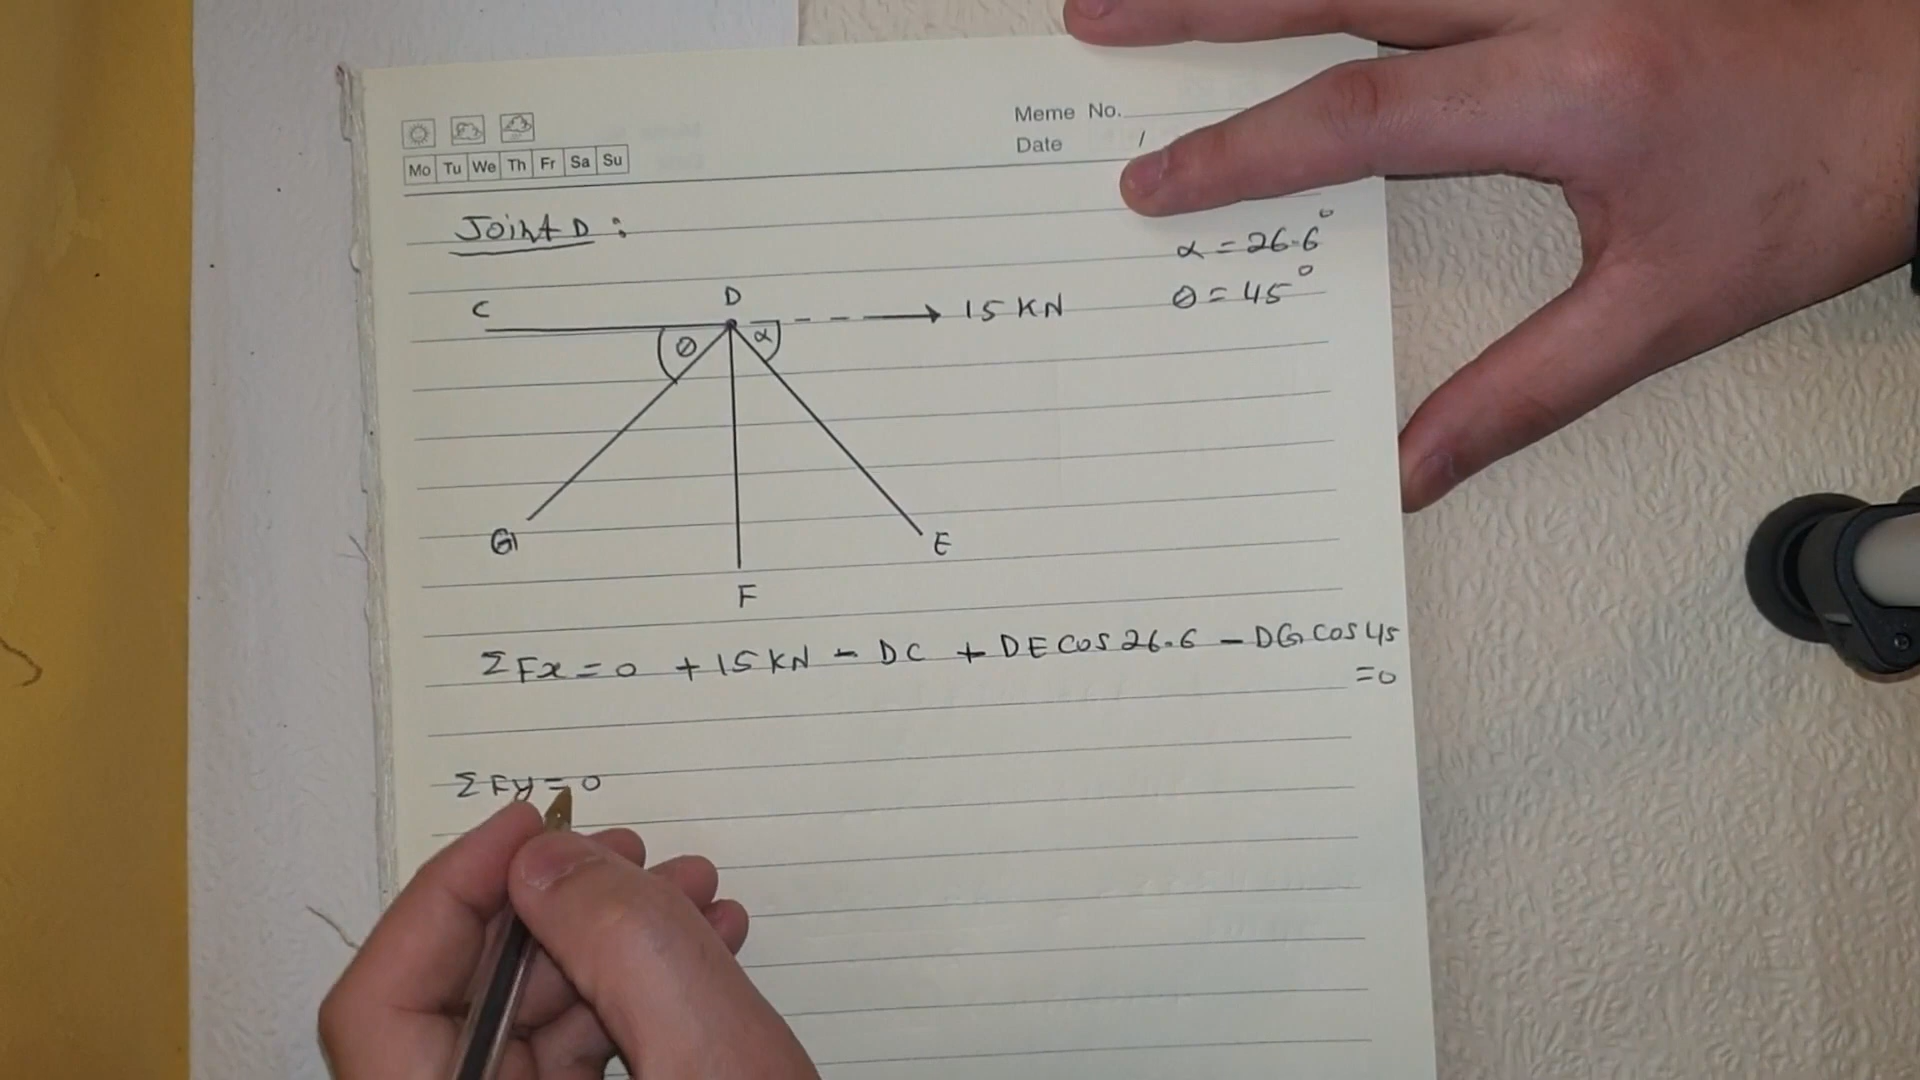 Meme No.
Mo Tu We Th Fr Sa Su
Date /
Joint D :
α = 26.6°
θ = 45°
C D 15 KN
θ α
G E
F
ΣFx = 0 + 15 KN - DC + DE cos 26.6 - DG cos 45
= 0
ΣFy = 0